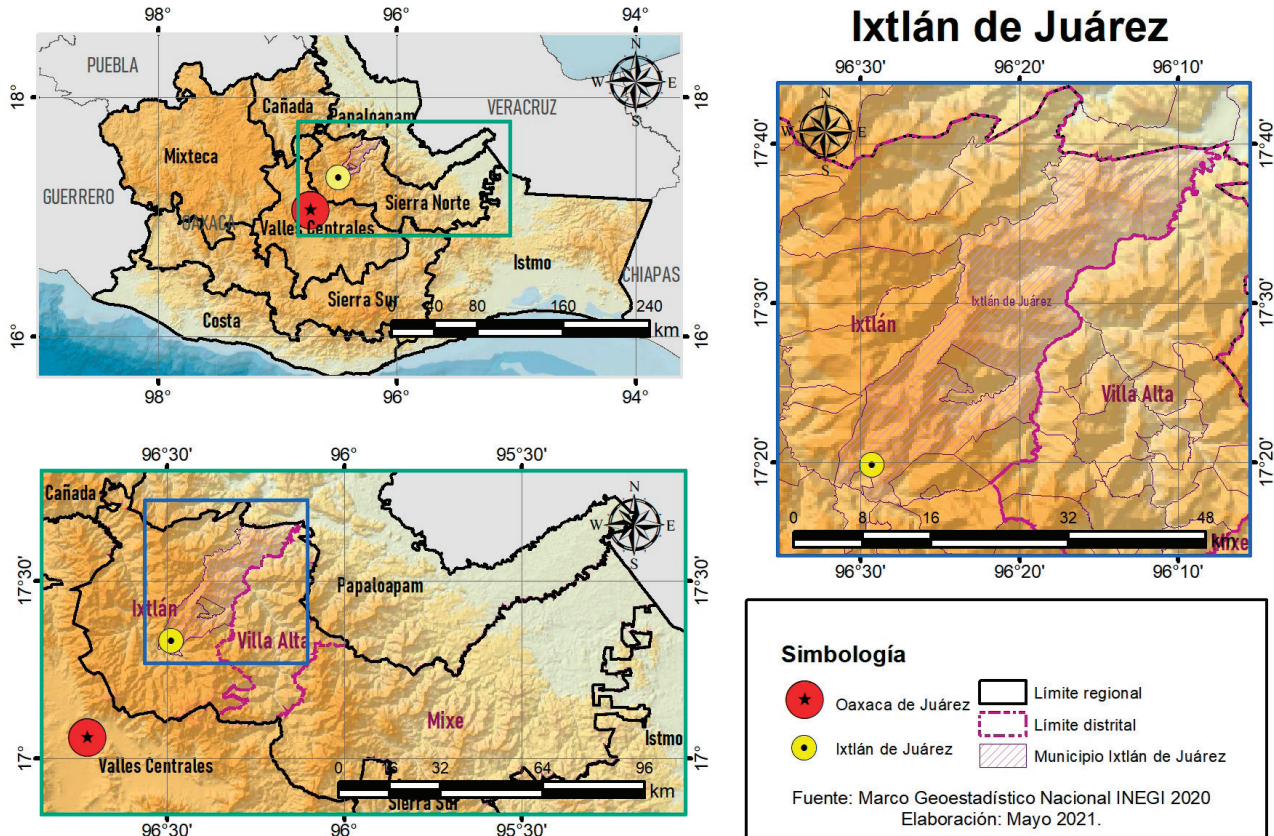 Ixtlán de Juárez
98°
96°
94°
N
W
E
S
PUEBLA
VERACRUZ
18°
18°
Cañada
Papaloapam
Mixteca
GUERRERO
OAXACA
Sierra Norte
Valles Centrales
Istmo
CHIAPAS
Sierra Sur
Costa
0 40 80 160 240
km
16°
16°
98°
96°
94°
96°30'
96°20'
96°10'
N
W
E
S
17°40'
17°40'
Ixtlán de Juárez
17°30'
17°30'
Ixtlán
Villa Alta
17°20'
17°20'
0 8 16 32 48
km
Mixe
96°30'
96°20'
96°10'
96°30'
96°
95°30'
Cañada
N
W
E
S
17°30'
17°30'
Papaloapam
Ixtlán
Villa Alta
Mixe
Istmo
17°
17°
Valles Centrales
0 16 32 64 96
km
Sierra Sur
96°30'
96°
95°30'
Simbología
Oaxaca de Juárez
Límite regional
Límite distrital
Ixtlán de Juárez
Municipio Ixtlán de Juárez
Fuente: Marco Geoestadístico Nacional INEGI 2020
Elaboración: Mayo 2021.